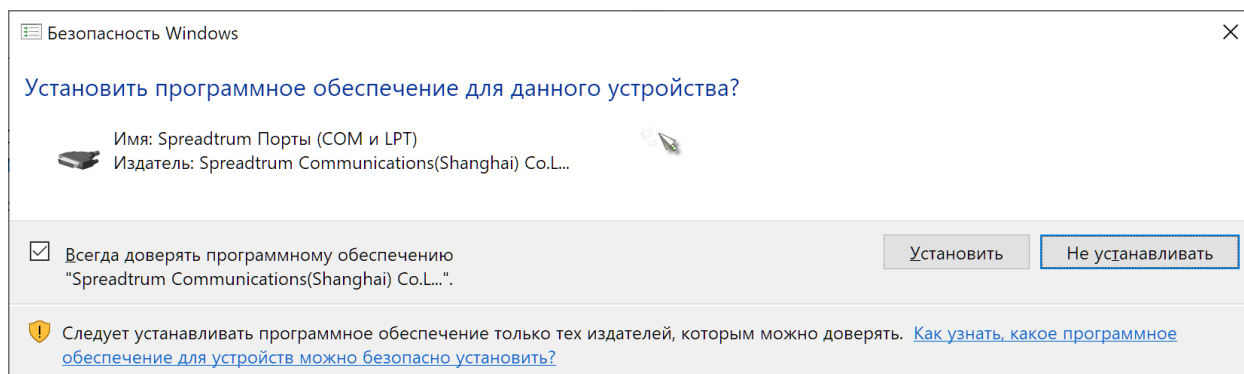 Безопасность Windows
Установить программное обеспечение для данного устройства?
Имя: Spreadtrum Порты (COM и LPT)
Издатель: Spreadtrum Communications(Shanghai) Co.L...
Всегда доверять программному обеспечению
"Spreadtrum Communications(Shanghai) Co.L...".
Установить
Не устанавливать
Следует устанавливать программное обеспечение только тех издателей, которым можно доверять. Как узнать, какое программное
обеспечение для устройств можно безопасно установить?